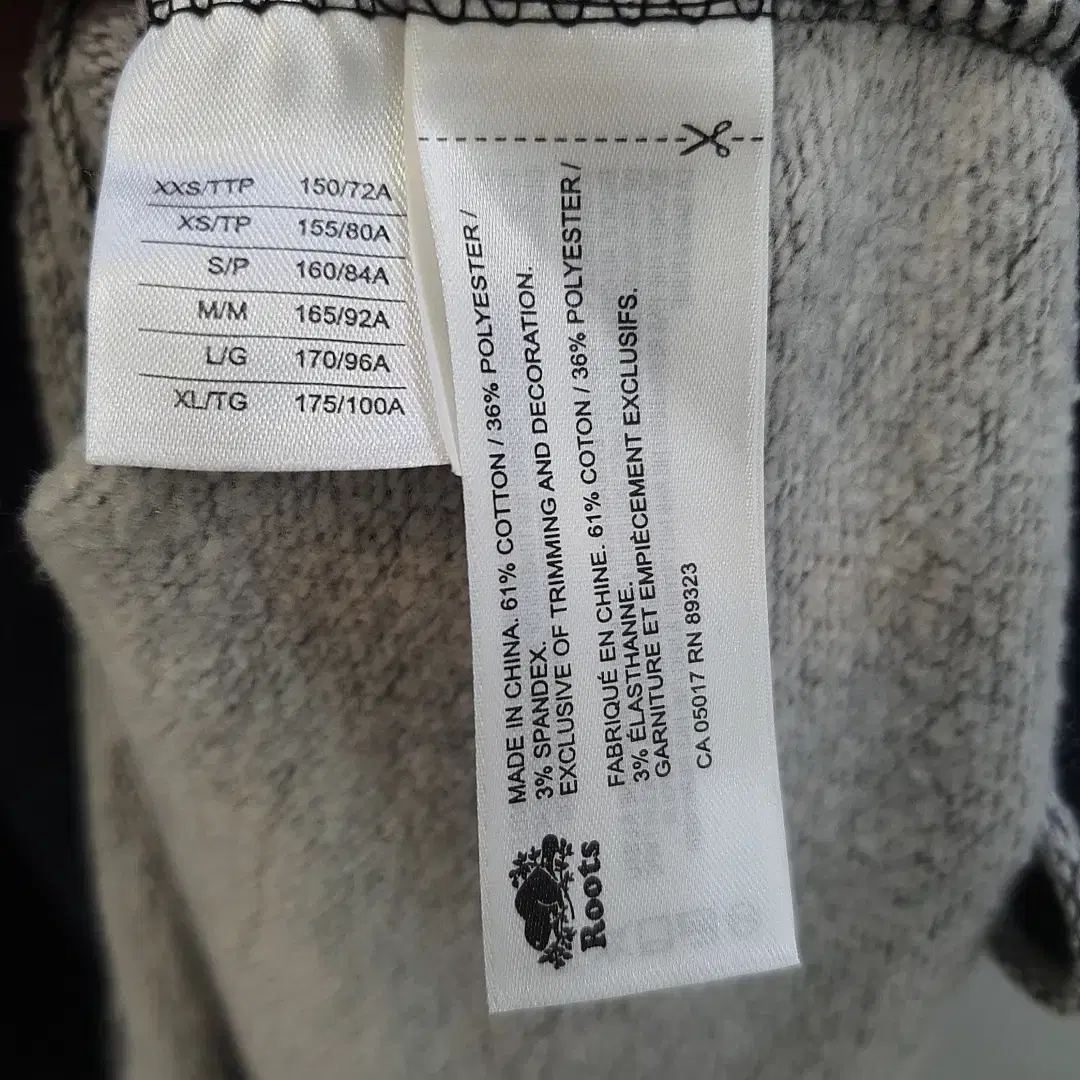 XXS/TTP 150/72A
XS/TP 155/80A
S/P 160/84A
M/M 165/92A
L/G 170/96A
XL/TG 175/100A
MADE IN CHINA. 61% COTTON / 36% POLYESTER /
3% SPANDEX.
EXCLUSIVE OF TRIMMING AND DECORATION.
FABRIQUÉ EN CHINE. 61% COTON / 36% POLYESTER /
3% ÉLASTHANNE.
GARNITURE ET EMPIÈCEMENT EXCLUSIFS.
CA 05017 RN 89323
Roots